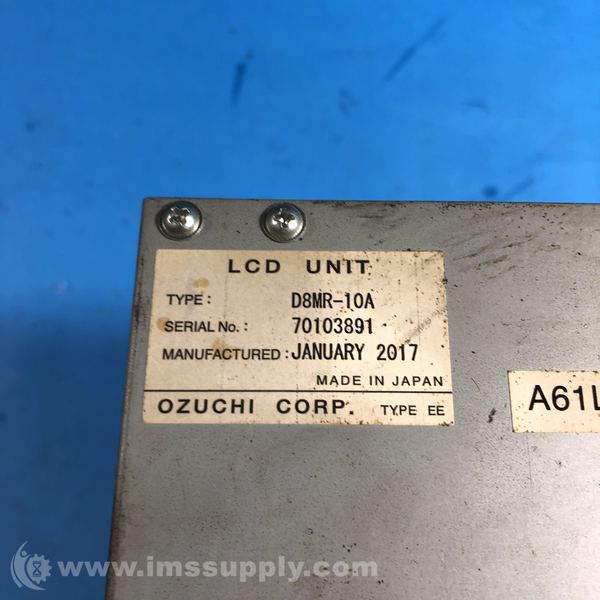 LCD UNIT
TYPE: D8MR-10A
SERIAL No.: 70103891
MANUFACTURED: JANUARY 2017
MADE IN JAPAN
OZUCHI CORP. TYPE EE
A61L
www.imssupply.com